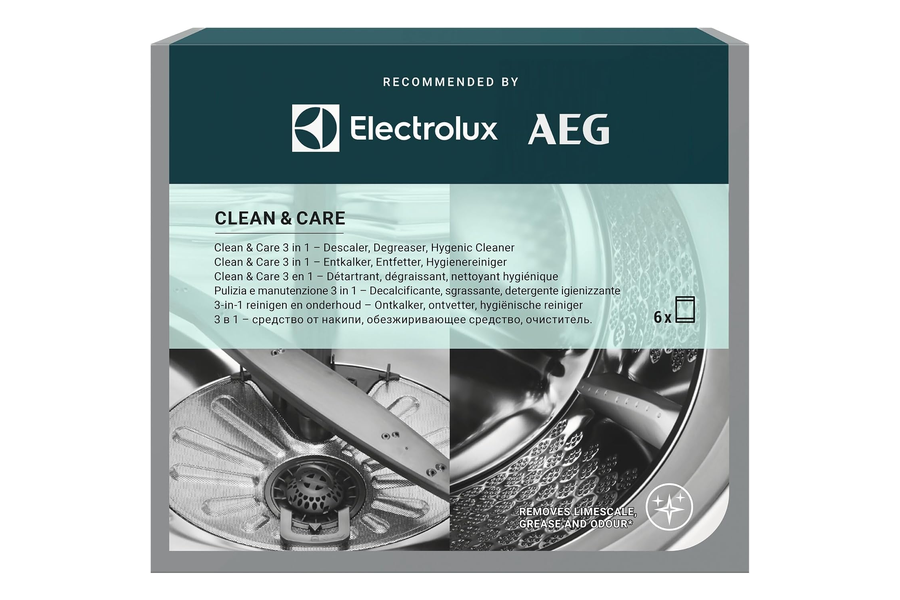 RECOMMENDED BY
Electrolux AEG
CLEAN & CARE
Clean & Care 3 in 1 – Descaler, Degreaser, Hygenic Cleaner
Clean & Care 3 in 1 – Entkalker, Entfetter, Hygienereiniger
Clean & Care 3 en 1 – Détartrant, dégraissant, nettoyant hygiénique
Pulizia e manutenzione 3 in 1 – Decalcificante, sgrassante, detergente igienizzante
3-in-1 reinigen en onderhoud – Ontkalker, ontvetter, hygiënische reiniger
3 в 1 – средство от накипи, обезжиривающее средство, очиститель.
6x
REMOVES LIMESCALE,
GREASE AND ODOUR*